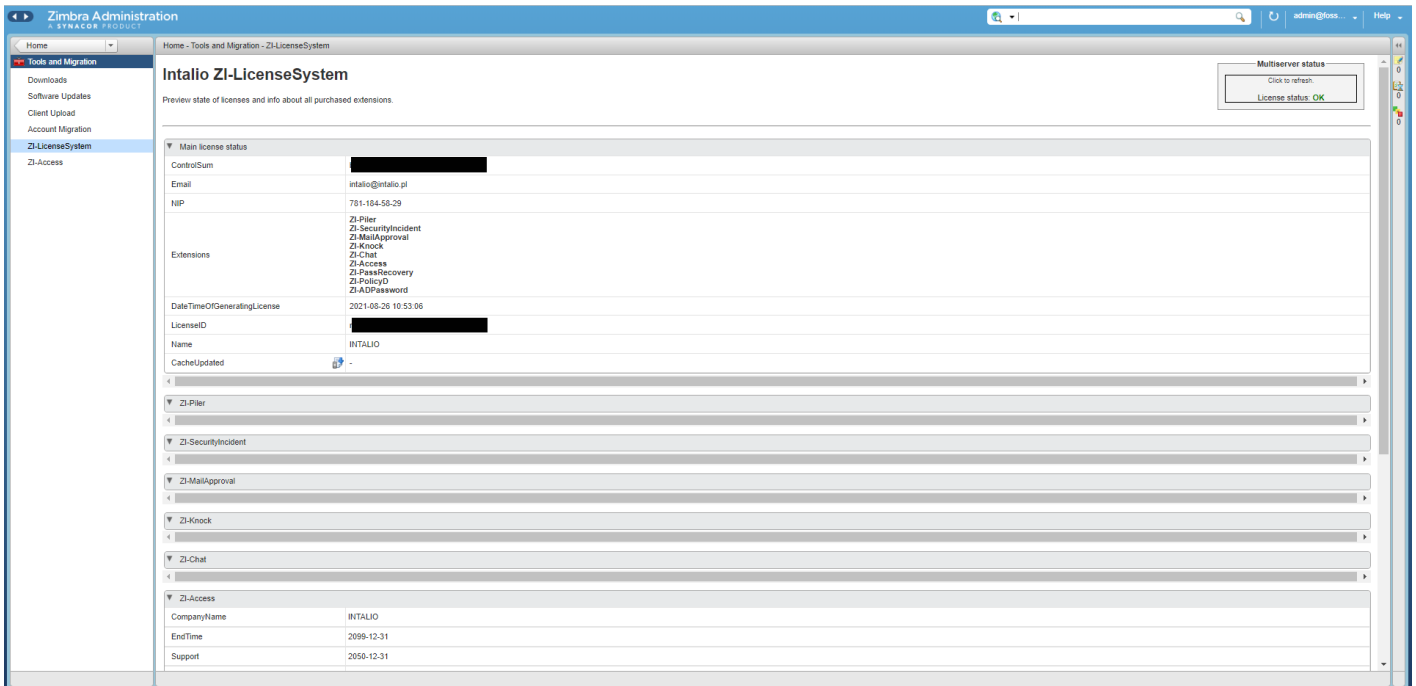 Zimbra Administration
A SYNACOR PRODUCT
admin@foss...
Help
Home
Home - Tools and Migration - ZI-LicenseSystem
Tools and Migration
Downloads
Software Updates
Client Upload
Account Migration
ZI-LicenseSystem
ZI-Access
Intalio ZI-LicenseSystem
Preview state of licenses and info about all purchased extensions.
Multiserver status
Click to refresh.
License status: OK
0
0
0
Main license status
ControlSum
Email intalio@intalio.pl
NIP 781-184-58-29
Extensions
ZI-Piler
ZI-SecurityIncident
ZI-MailApproval
ZI-Knock
ZI-Chat
ZI-Access
ZI-PassRecovery
ZI-PolicyD
ZI-ADPassword
DateTimeOfGeneratingLicense 2021-08-26 10:53:06
LicenseID
Name INTALIO
CacheUpdated -
ZI-Piler
ZI-SecurityIncident
ZI-MailApproval
ZI-Knock
ZI-Chat
ZI-Access
CompanyName INTALIO
EndTime 2099-12-31
Support 2050-12-31